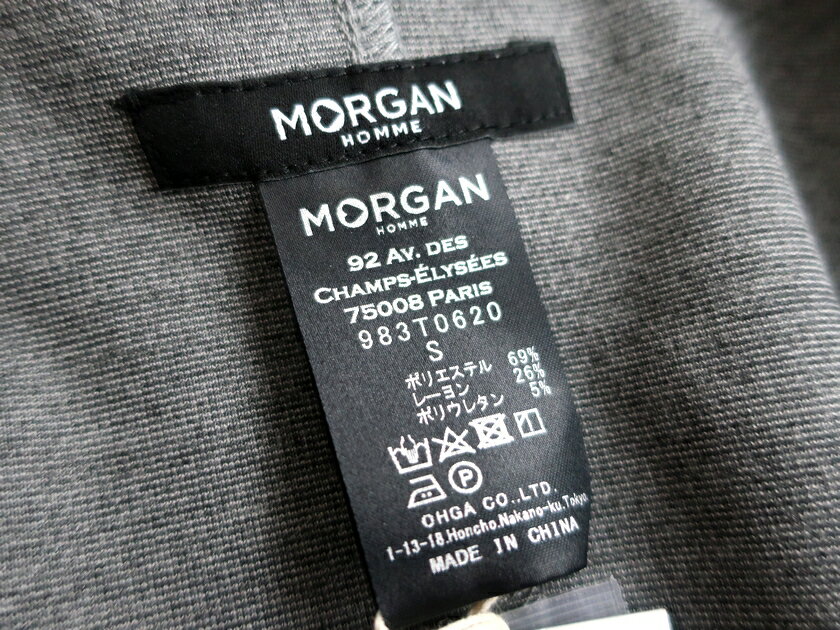 MORGAN
HOMME
MORGAN
HOMME
92 AV. DES
CHAMPS-ÉLYSÉES
75008 PARIS
983T0620
S
ポリエステル 69%
レーヨン 26%
ポリウレタン 5%
P
OHGA CO.,LTD.
1-13-18,Honcho,Nakano-ku,Tokyo
MADE IN CHINA